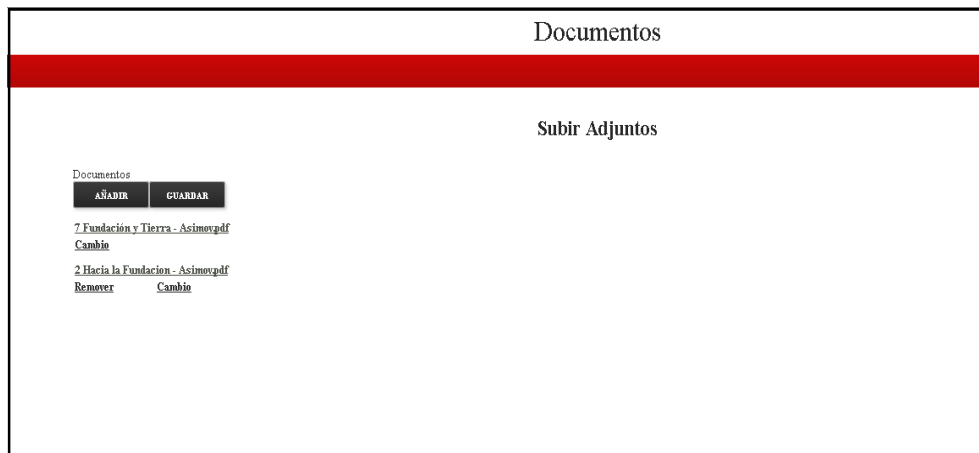 Documentos
Subir Adjuntos
Documentos
AÑADIR GUARDAR
7 Fundación y Tierra - Asimov.pdf
Cambio
2 Hacia la Fundacion - Asimov.pdf
Remover Cambio